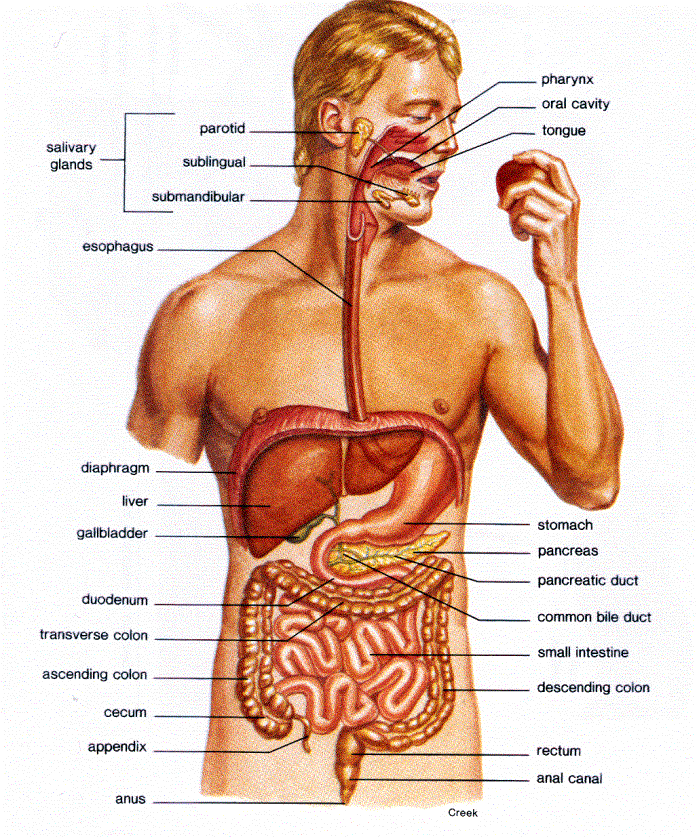 pharynx
oral cavity
tongue
salivary
glands
parotid
sublingual
submandibular
esophagus
diaphragm
liver
gallbladder
duodenum
transverse colon
ascending colon
cecum
appendix
anus
stomach
pancreas
pancreatic duct
common bile duct
small intestine
descending colon
rectum
anal canal
Creek